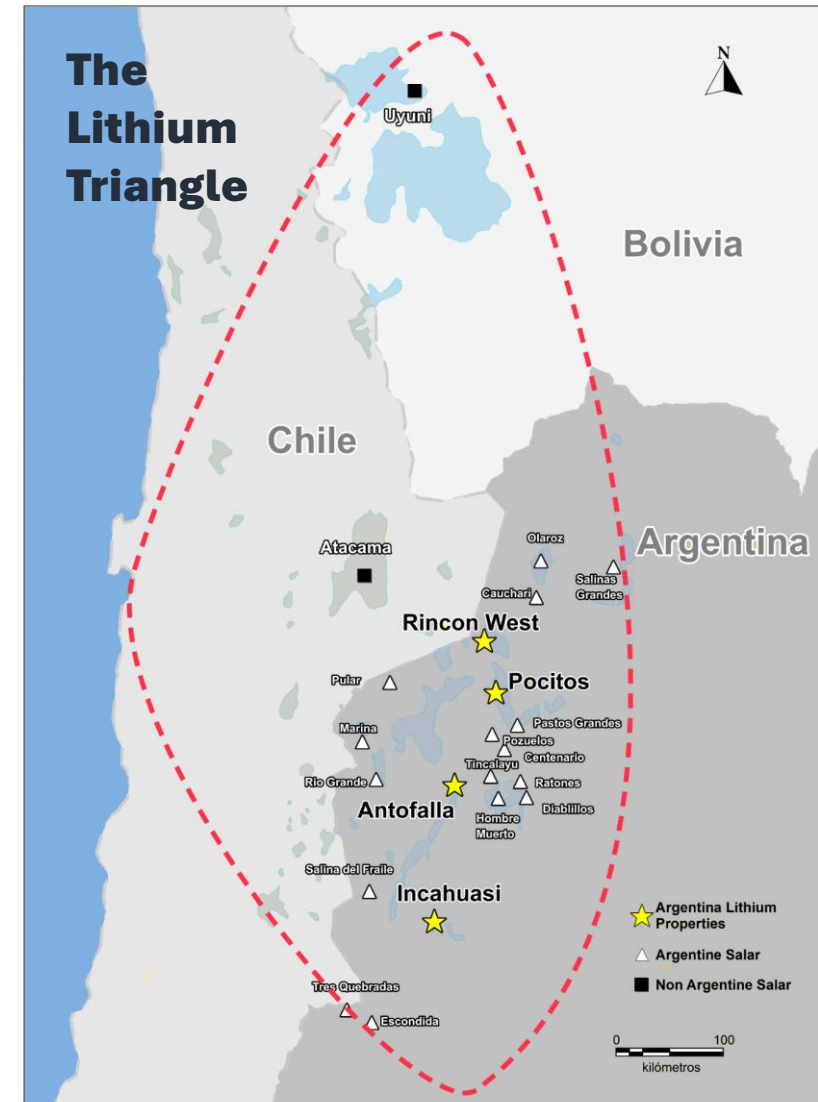 The
Lithium
Triangle
N
Uyuni
Bolivia
Chile
Argentina
Atacama
Olaroz
Salinas
Grandes
Cauchari
Rincon West
Pular
Pocitos
Marina
Pastos Grandes
Pozuelos
Centenario
Tincalayu
Rio Grande
Ratones
Antofalla
Hombre
Muerto
Diablillos
Salina del Fraile
Incahuasi
Argentina Lithium
Properties
Argentine Salar
Non Argentine Salar
Tres Quebradas
Escondida
0 100
kilómetros